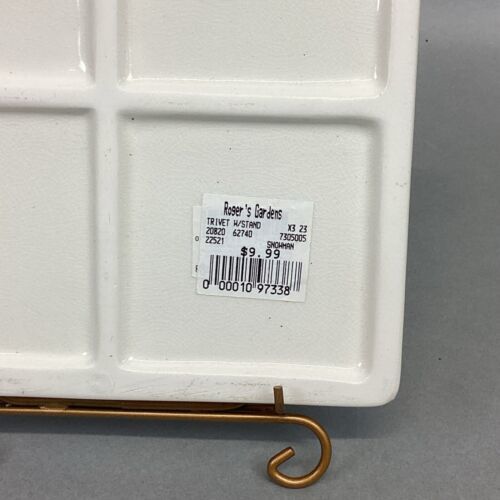 Roger's Gardens
TRIVET W/STAND X3 23
20820 62740 7305005
22521 SNOWMAN
$9.99
0 00010 97338